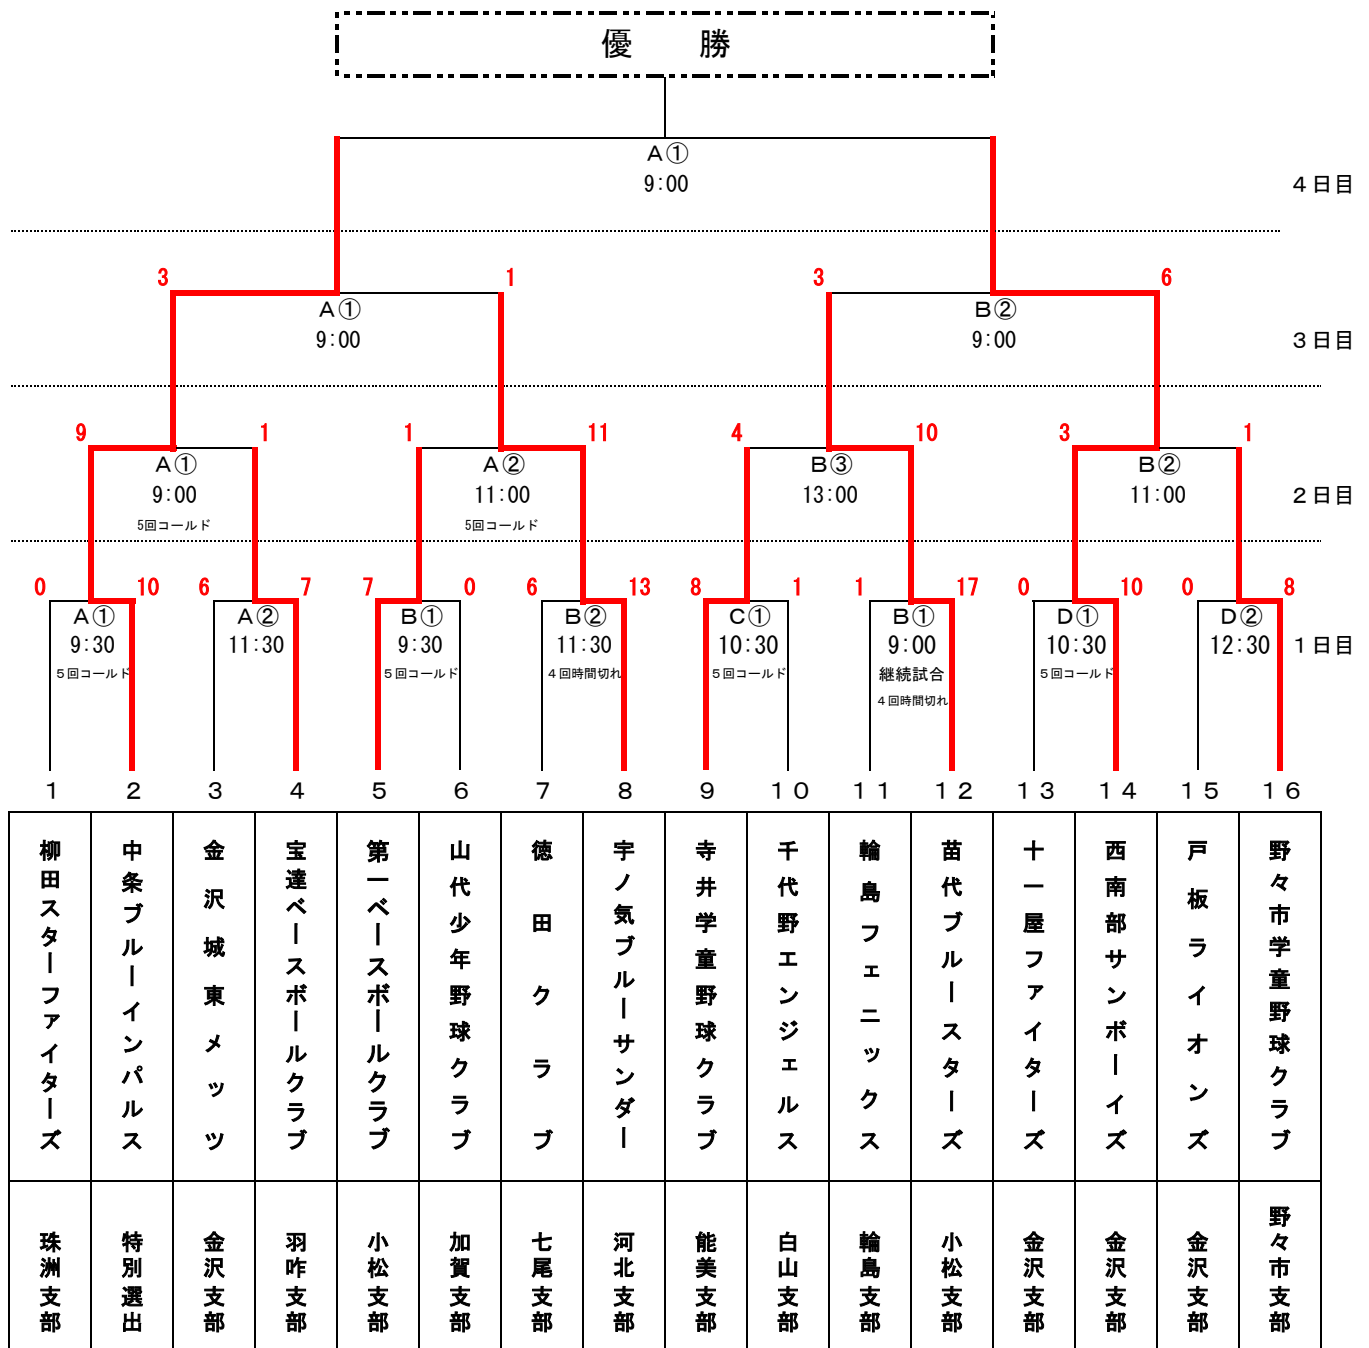 優　勝
A①
9:00
４日目
3 1 3 6
A① B②
9:00 9:00
３日目
9 1 1 11 4 10 3 1
A① A② B③ B②
9:00 11:00 13:00 11:00
２日目
5回コールド 5回コールド
0 10 6 7 7 0 6 13 8 1 1 17 0 10 0 8
A① A② B① B② C① B① D① D②
9:30 11:30 9:30 11:30 10:30 9:00 10:30 12:30
１日目
５回コールド ５回コールド ４回時間切れ ５回コールド 継続試合 ５回コールド
４回時間切れ
１ ２ ３ ４ ５ ６ ７ ８ ９ １０ １１ １２ １３ １４ １５ １６
柳田スターファイターズ
中条ブルーインパルス
金沢城東メッツ
宝達ベースボールクラブ
第一ベースボールクラブ
山代少年野球クラブ
徳田クラブ
宇ノ気ブルーサンダー
寺井学童野球クラブ
千代野エンジェルス
輪島フェニックス
苗代ブルースターズ
十一屋ファイターズ
西南部サンボーイズ
戸板ライオンズ
野々市学童野球クラブ
珠洲支部
特別選出
金沢支部
羽咋支部
小松支部
加賀支部
七尾支部
河北支部
能美支部
白山支部
輪島支部
小松支部
金沢支部
金沢支部
金沢支部
野々市支部